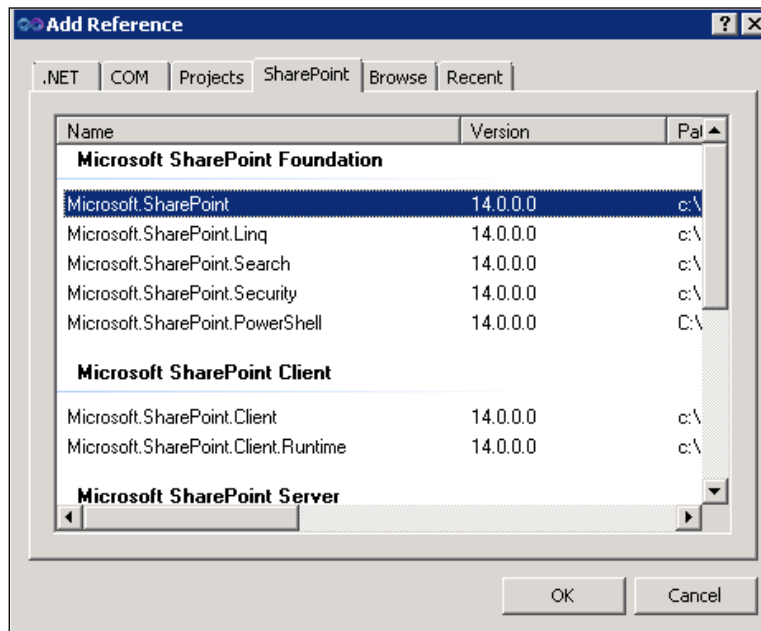 Add Reference
.NET COM Projects SharePoint Browse Recent
Name Version
Microsoft SharePoint Foundation
Microsoft.SharePoint 14.0.0.0 c:\
Microsoft.SharePoint.Linq 14.0.0.0 c:\
Microsoft.SharePoint.Search 14.0.0.0 c:\
Microsoft.SharePoint.Security 14.0.0.0 c:\
Microsoft.SharePoint.PowerShell 14.0.0.0 C:\
Microsoft SharePoint Client
Microsoft.SharePoint.Client 14.0.0.0 c:\
Microsoft.SharePoint.Client.Runtime 14.0.0.0 c:\
Microsoft SharePoint Server
OK Cancel